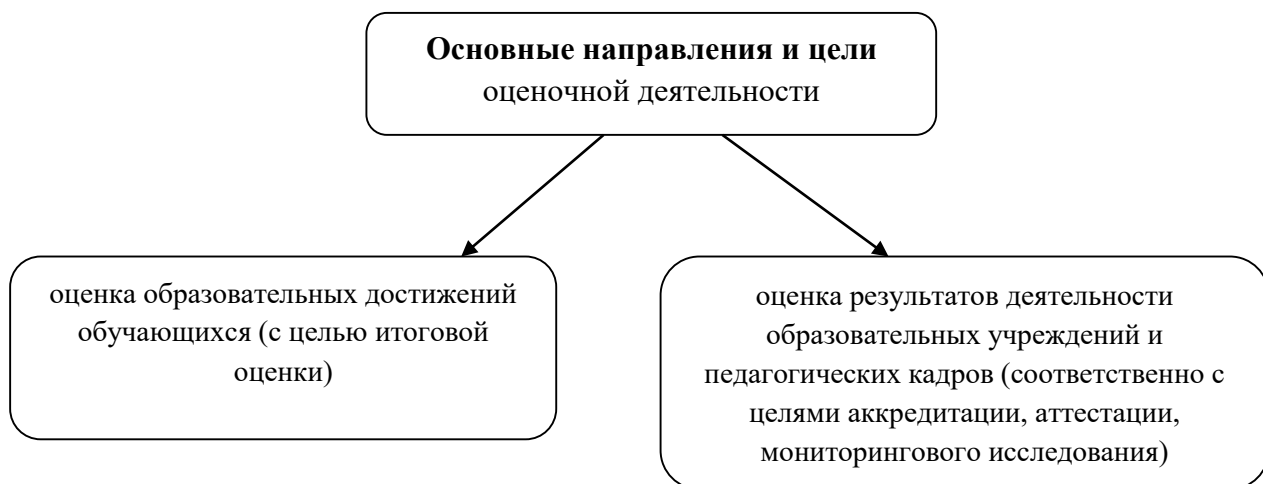 Основные направления и цели
оценочной деятельности
оценка образовательных достижений
обучающихся (с целью итоговой
оценки)
оценка результатов деятельности
образовательных учреждений и
педагогических кадров (соответственно с
целями аккредитации, аттестации,
мониторингового исследования)